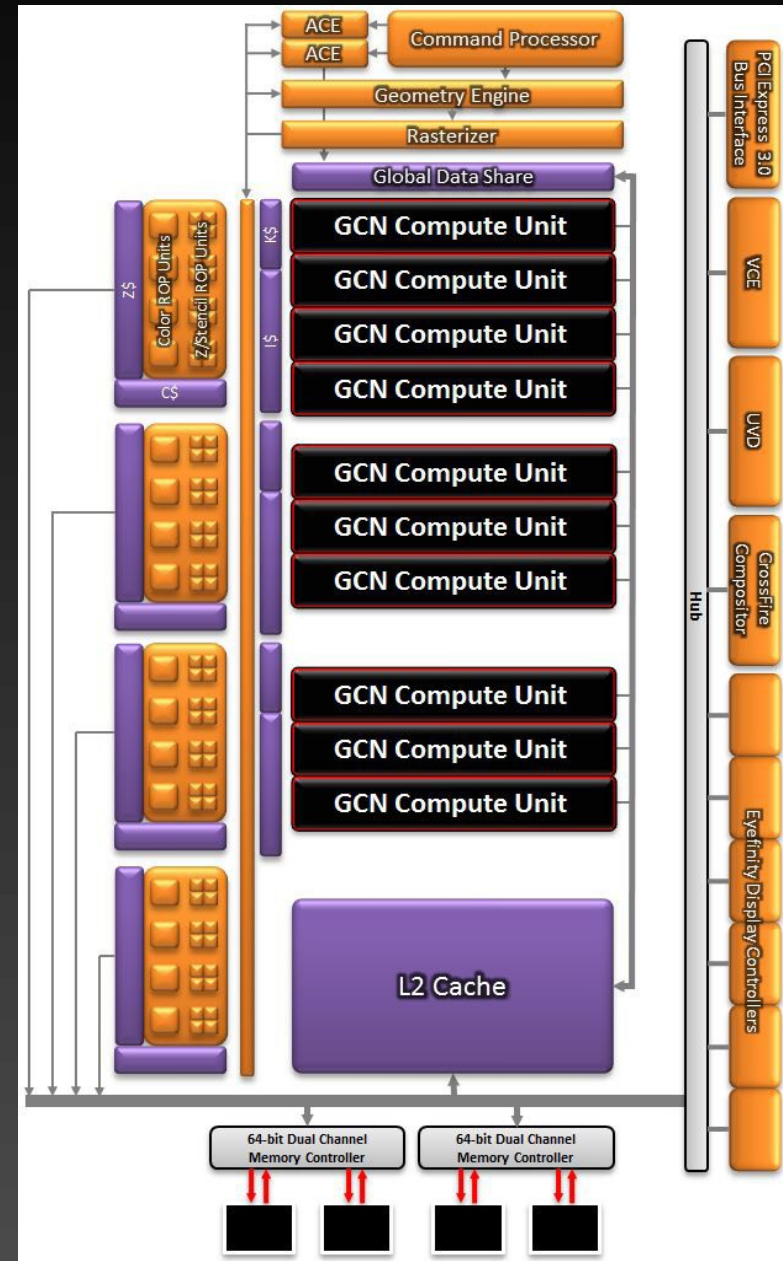 ACE
ACE
Command Processor
Geometry Engine
Rasterizer
Global Data Share
Z$
Color ROP Units
Z/Stencil ROP Units
C$
K$
I$
GCN Compute Unit
GCN Compute Unit
GCN Compute Unit
GCN Compute Unit
GCN Compute Unit
GCN Compute Unit
GCN Compute Unit
GCN Compute Unit
GCN Compute Unit
GCN Compute Unit
L2 Cache
64-bit Dual Channel
Memory Controller
64-bit Dual Channel
Memory Controller
Hub
PCI Express 3.0
Bus Interface
VCE
UVD
CrossFire
Compositor
Eyefinity Display Controllers